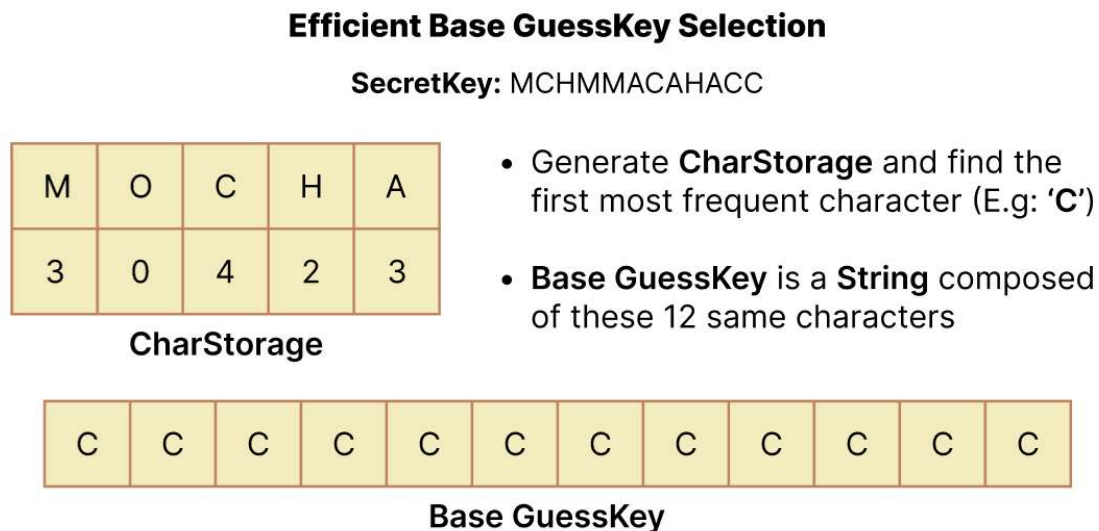 Efficient Base GuessKey Selection
SecretKey: MCHMMACAHACC
M O C H A
3 0 4 2 3
CharStorage
• Generate CharStorage and find the
first most frequent character (E.g: ‘C’)
• Base GuessKey is a String composed
of these 12 same characters
C C C C C C C C C C C C
Base GuessKey